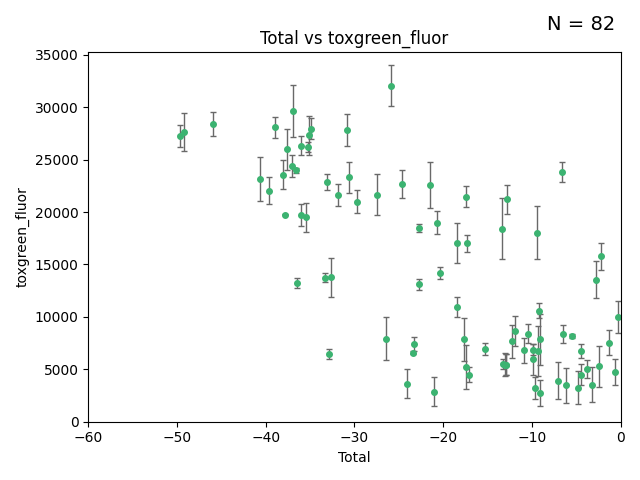 N = 82
Total vs toxgreen_fluor
35000
30000
25000
20000
15000
10000
5000
0
toxgreen_fluor
−60 −50 −40 −30 −20 −10 0
Total